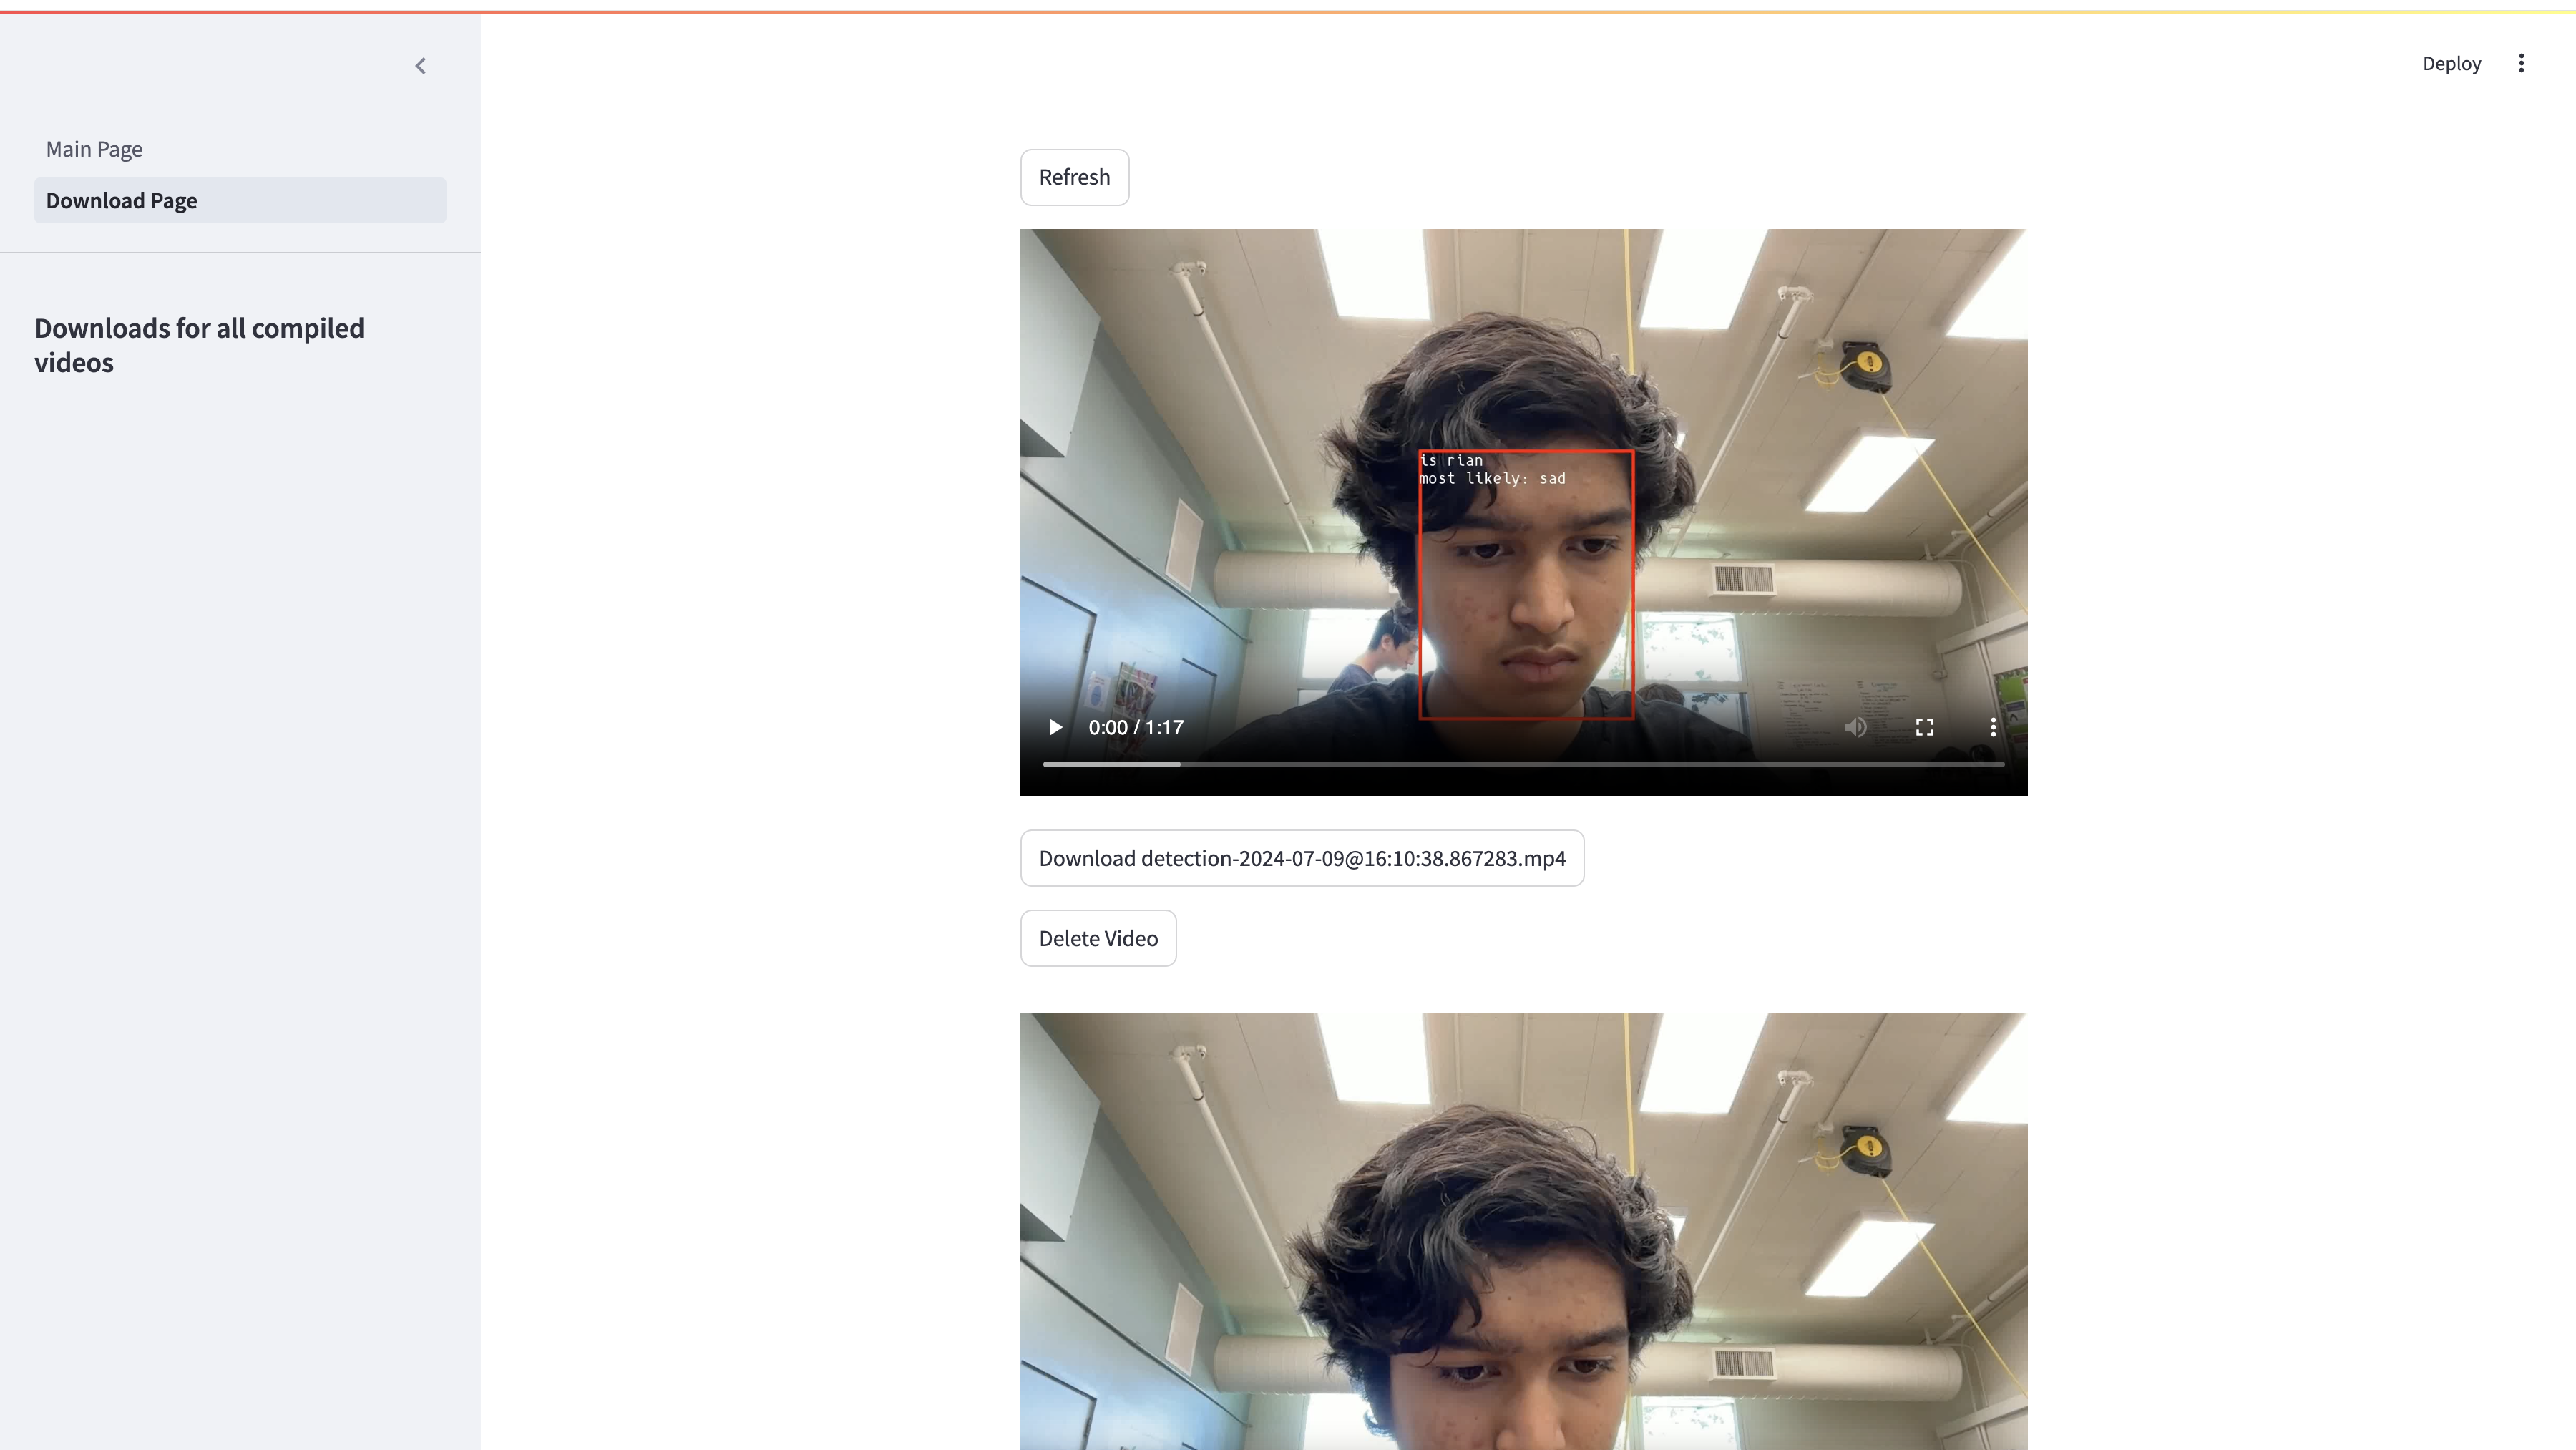 Deploy
Main Page
Download Page
Downloads for all compiled
videos
Refresh
is rian
most likely: sad
0:00 / 1:17
Download detection-2024-07-09@16:10:38.867283.mp4
Delete Video